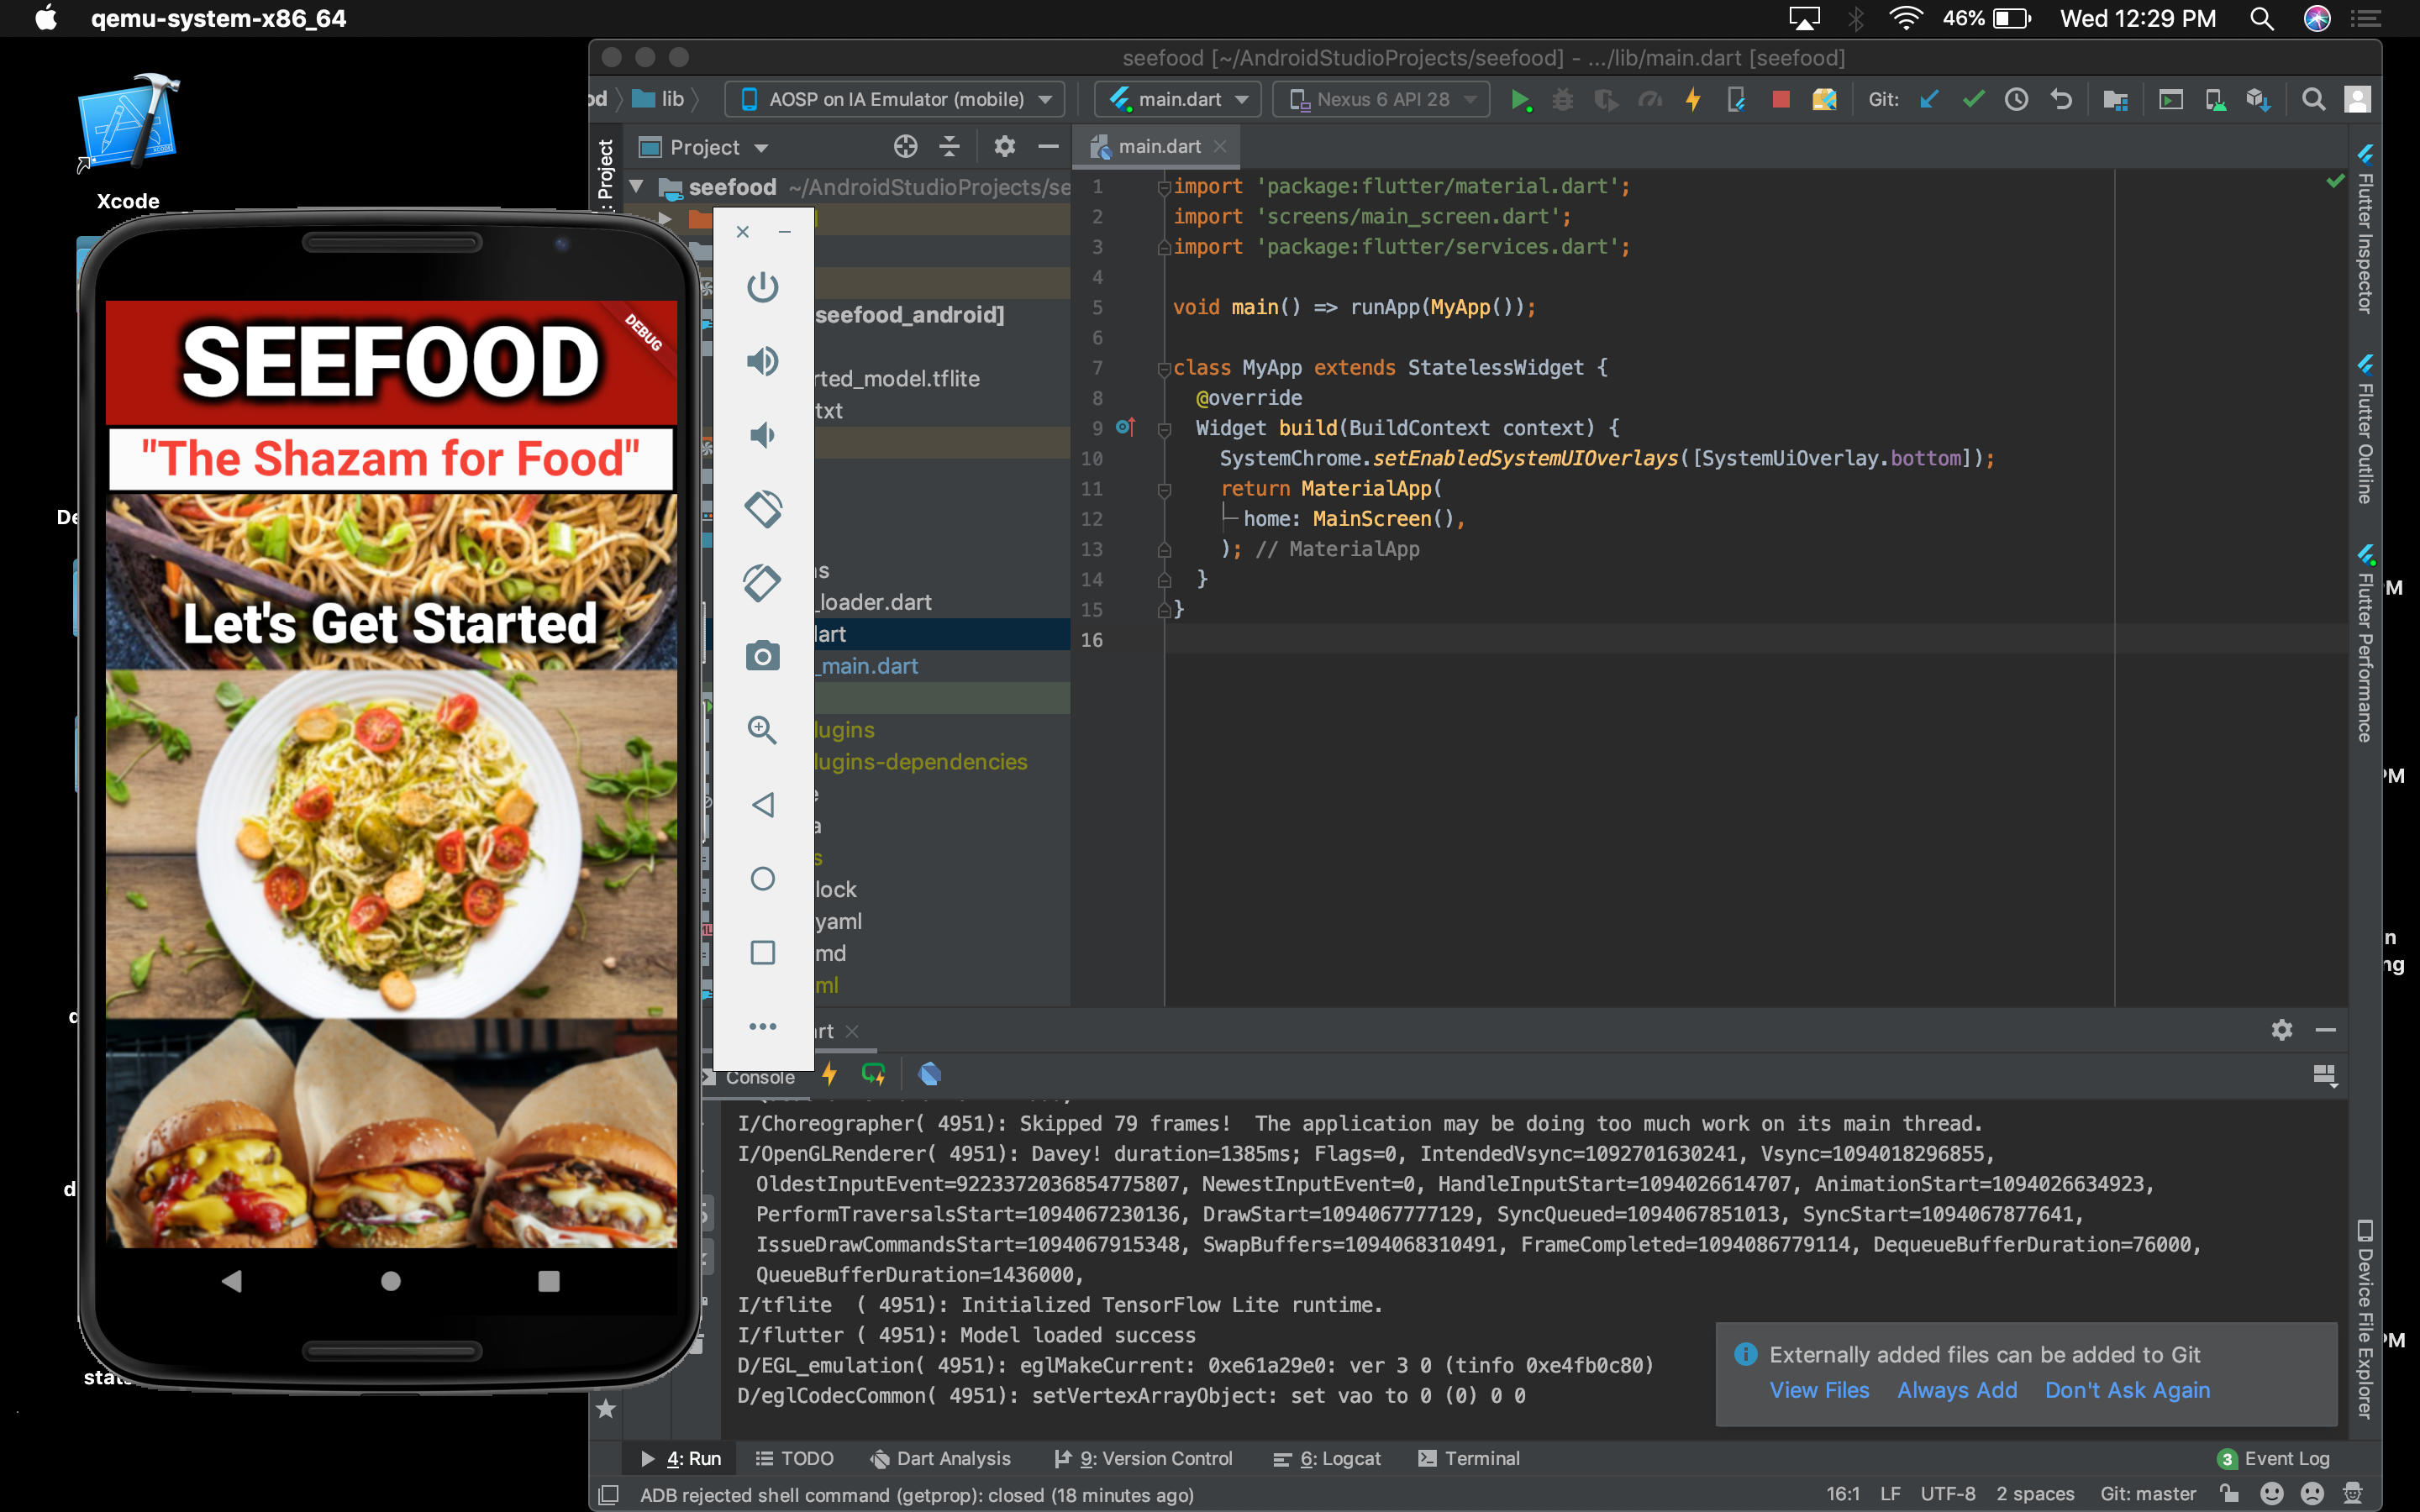 qemu-system-x86_64
46%
Wed 12:29 PM
Xcode
seefood [~/AndroidStudioProjects/seefood] - .../lib/main.dart [seefood]
lib
AOSP on IA Emulator (mobile)
main.dart
Nexus 6 API 28
Git:
Project
Project
main.dart
seefood ~/AndroidStudioProjects/se
seefood_android]
rted_model.tflite
txt
_loader.dart
_main.dart
lugins
lugins-dependencies
lock
yaml
md
ml
1 import 'package:flutter/material.dart';
2 import 'screens/main_screen.dart';
3 import 'package:flutter/services.dart';
4
5 void main() => runApp(MyApp());
6
7 class MyApp extends StatelessWidget {
8 @override
9 Widget build(BuildContext context) {
10 SystemChrome.setEnabledSystemUIOverlays([SystemUiOverlay.bottom]);
11 return MaterialApp(
12 home: MainScreen(),
13 ); // MaterialApp
14 }
15 }
16
Flutter Inspector
Flutter Outline
Flutter Performance
Device File Explorer
SEEFOOD
DEBUG
"The Shazam for Food"
Let's Get Started
Console
I/Choreographer( 4951): Skipped 79 frames!  The application may be doing too much work on its main thread.
I/OpenGLRenderer( 4951): Davey! duration=1385ms; Flags=0, IntendedVsync=1092701630241, Vsync=1094018296855,
OldestInputEvent=9223372036854775807, NewestInputEvent=0, HandleInputStart=1094026614707, AnimationStart=1094026634923,
PerformTraversalsStart=1094067230136, DrawStart=1094067777129, SyncQueued=1094067851013, SyncStart=1094067877641,
IssueDrawCommandsStart=1094067915348, SwapBuffers=1094068310491, FrameCompleted=1094086779114, DequeueBufferDuration=76000,
QueueBufferDuration=1436000,
I/tflite  ( 4951): Initialized TensorFlow Lite runtime.
I/flutter ( 4951): Model loaded success
D/EGL_emulation( 4951): eglMakeCurrent: 0xe61a29e0: ver 3 0 (tinfo 0xe4fb0c80)
D/eglCodecCommon( 4951): setVertexArrayObject: set vao to 0 (0) 0 0
Externally added files can be added to Git
View Files Always Add Don't Ask Again
4: Run TODO Dart Analysis 9: Version Control 6: Logcat Terminal
3 Event Log
ADB rejected shell command (getprop): closed (18 minutes ago)
16:1 LF UTF-8 2 spaces Git: master